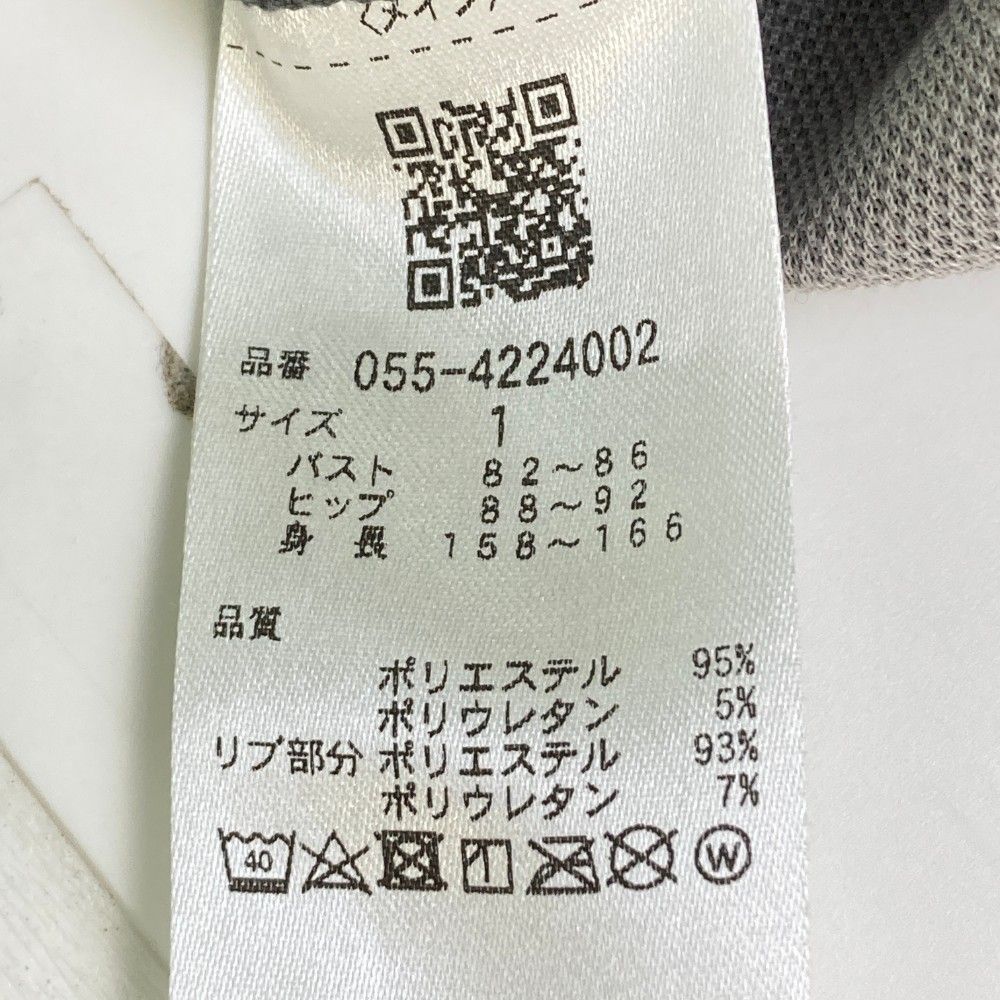 品番 055-4224002
サイズ 1
バスト 82~86
ヒップ 88~92
身長 158~166
品質
ポリエステル 95%
ポリウレタン 5%
リブ部分 ポリエステル 93%
ポリウレタン 7%
40 W